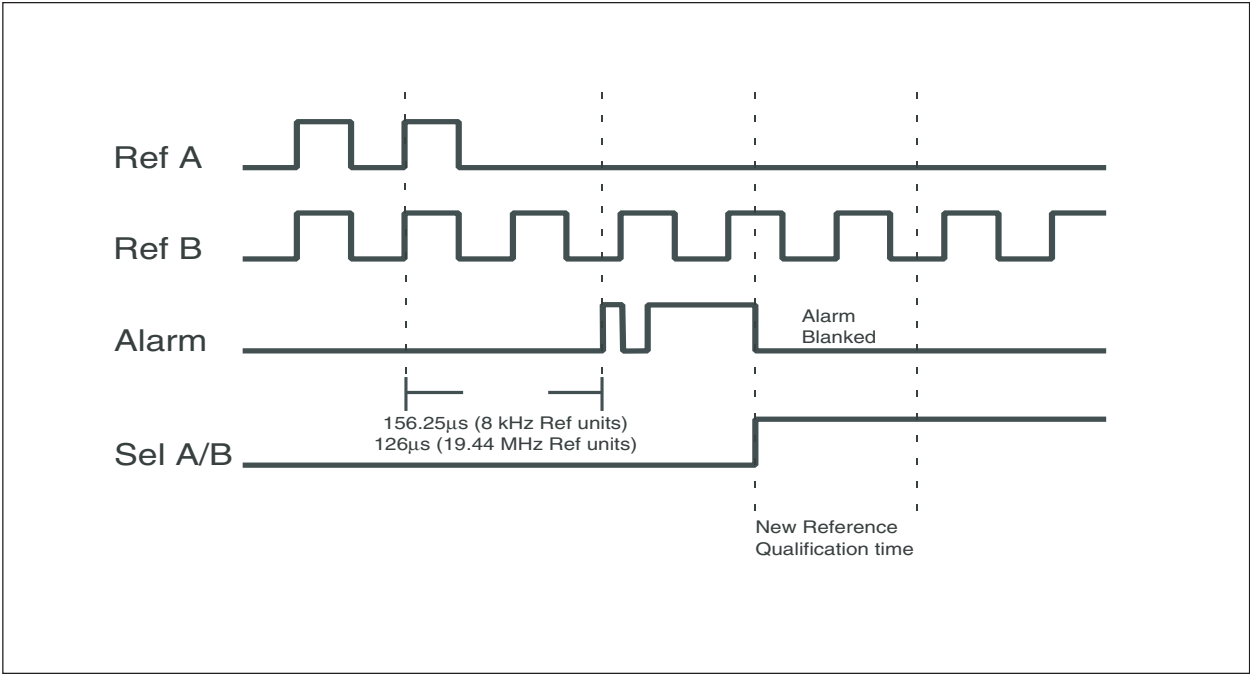 Ref A
Ref B
Alarm
Alarm
Blanked
156.25µs (8 kHz Ref units)
126µs (19.44 MHz Ref units)
Sel A/B
New Reference
Qualification time